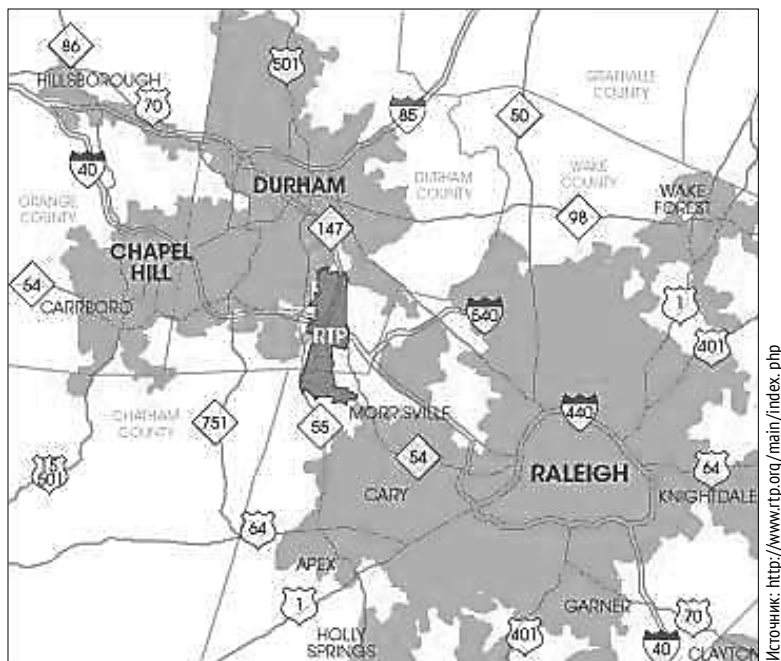 86
HILLSBOROUGH
501
GRANVILLE
COUNTY
70
85
50
40
DURHAM
DURHAM
COUNTY
WAKE
COUNTY
WAKE
FOREST
ORANGE
COUNTY
98
147
CHAPEL
HILL
54
CARRBORO
1
540
RTP
401
MORRISVILLE
440
CHATHAM
COUNTY
751
55
54
RALEIGH
64
15
501
CARY
KNIGHTDALE
64
APEX
1
GARNER
70
HOLLY
SPRINGS
401
40
CLAYTON
Источник: http://www.rtp.org/main/index.php